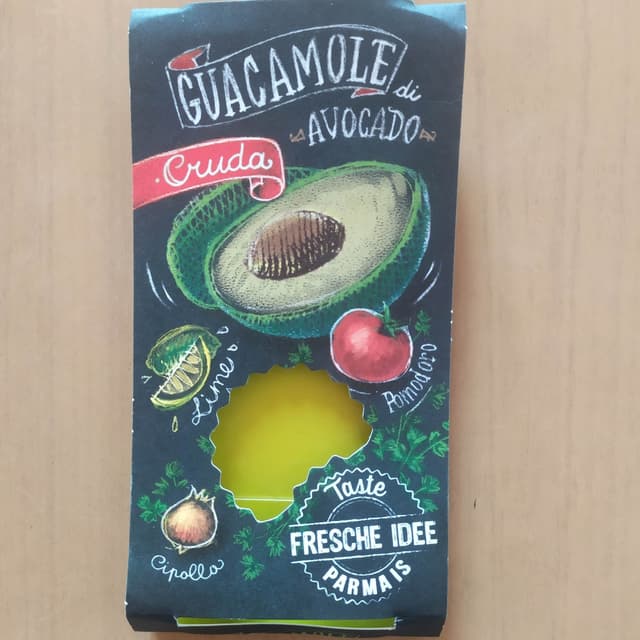 GUACAMOLE
di
AVOCADO
Cruda
Lime
Pomodoro
Cipolla
Taste
FRESCHE IDEE
PARMA IS